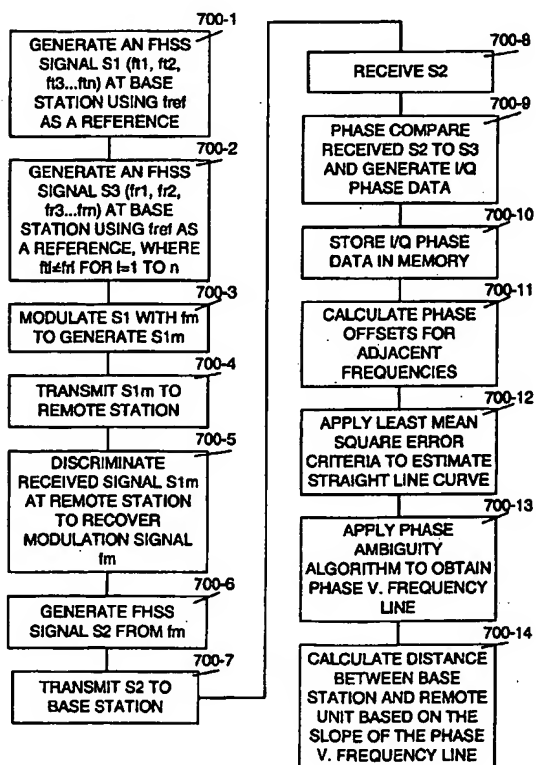 700-1
GENERATE AN FHSS
SIGNAL S1 (ft1, ft2,
ft3...ftn) AT BASE
STATION USING fref
AS A REFERENCE
700-2
GENERATE AN FHSS
SIGNAL S3 (fr1, fr2,
fr3...frn) AT BASE
STATION USING fref AS
A REFERENCE, WHERE
fti≠fri FOR i=1 TO n
700-3
MODULATE S1 WITH fm
TO GENERATE S1m
700-4
TRANSMIT S1m TO
REMOTE STATION
700-5
DISCRIMINATE
RECEIVED SIGNAL S1m
AT REMOTE STATION
TO RECOVER
MODULATION SIGNAL
fm
700-6
GENERATE FHSS
SIGNAL S2 FROM fm
700-7
TRANSMIT S2 TO
BASE STATION
700-8
RECEIVE S2
700-9
PHASE COMPARE
RECEIVED S2 TO S3
AND GENERATE I/Q
PHASE DATA
700-10
STORE I/Q PHASE
DATA IN MEMORY
700-11
CALCULATE PHASE
OFFSETS FOR
ADJACENT
FREQUENCIES
700-12
APPLY LEAST MEAN
SQUARE ERROR
CRITERIA TO ESTIMATE
STRAIGHT LINE CURVE
700-13
APPLY PHASE
AMBIGUITY
ALGORITHM TO OBTAIN
PHASE V. FREQUENCY
LINE
700-14
CALCULATE DISTANCE
BETWEEN BASE
STATION AND REMOTE
UNIT BASED ON THE
SLOPE OF THE PHASE
V. FREQUENCY LINE